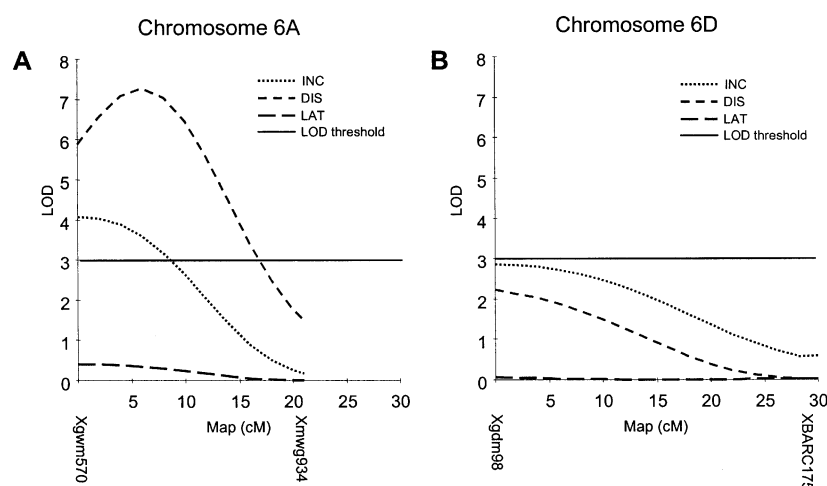 Chromosome 6A
A
8
7
6
5
4
3
2
1
0
LOD
INC
DIS
LAT
LOD threshold
5 10 15 20 25 30
Map (cM)
Xgwm570
Xmwg934
Chromosome 6D
B
8
7
6
5
4
3
2
1
0
LOD
INC
DIS
LAT
LOD threshold
5 10 15 20 25 30
Map (cM)
Xgdm98
XBARC175